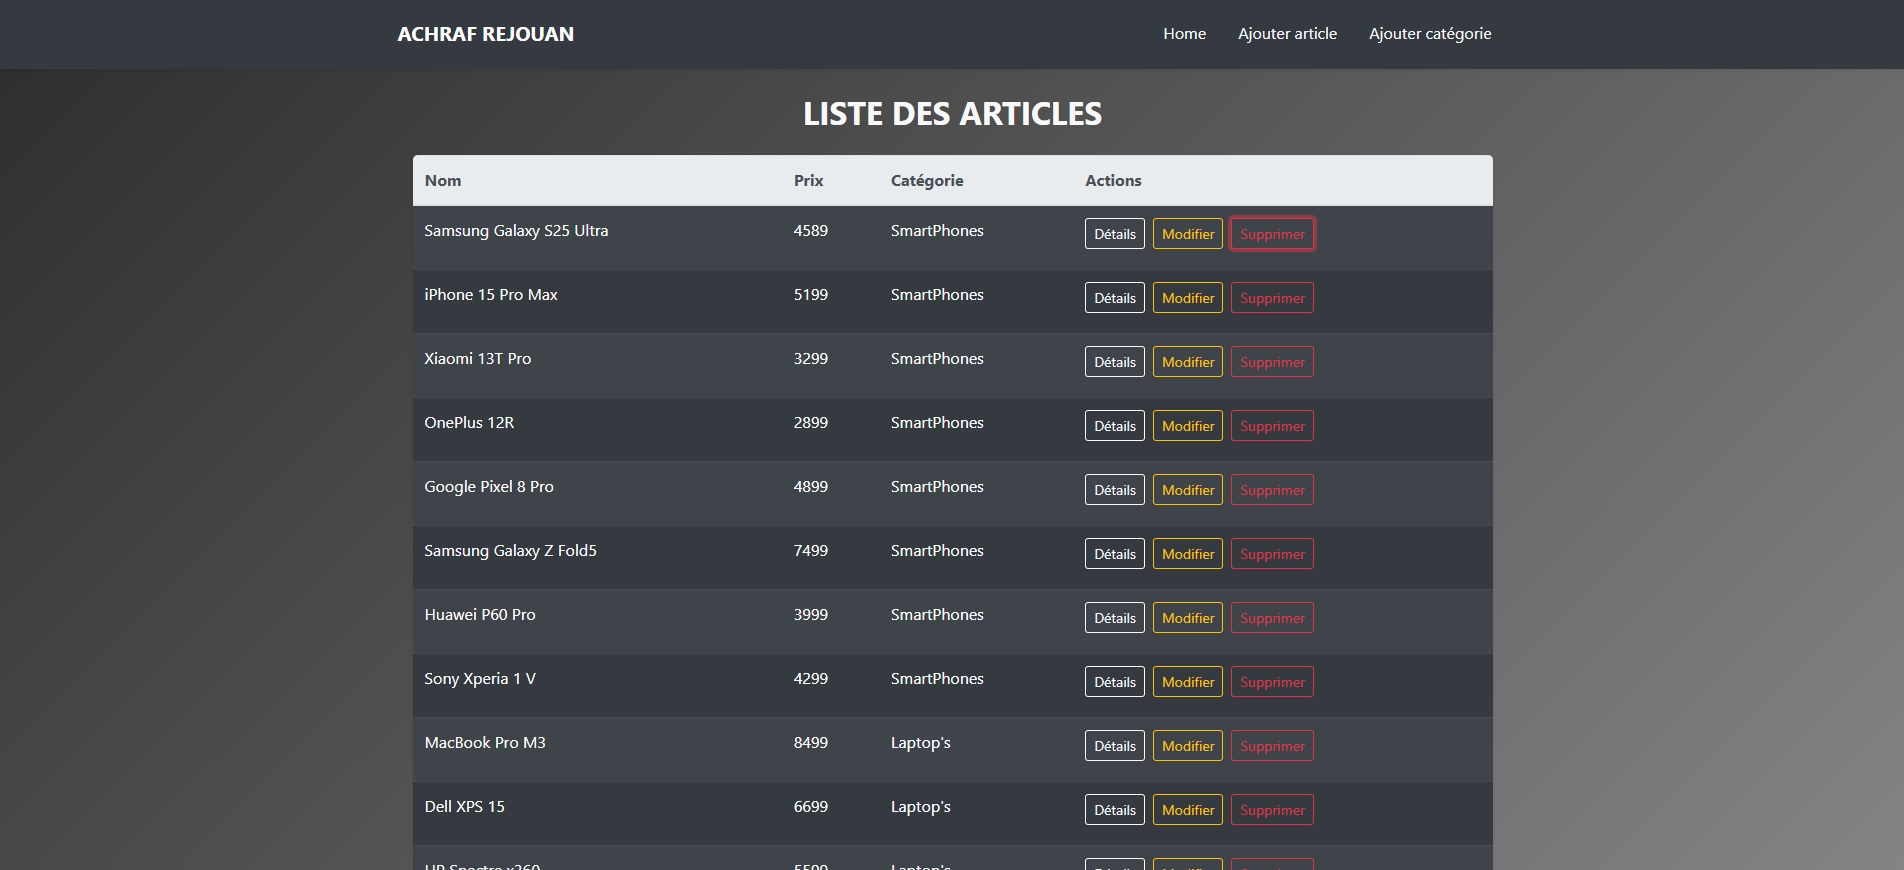 ACHRAF REJOUAN Home Ajouter article Ajouter catégorie
LISTE DES ARTICLES
Nom Prix Catégorie Actions
Samsung Galaxy S25 Ultra 4589 SmartPhones Détails Modifier Supprimer
iPhone 15 Pro Max 5199 SmartPhones Détails Modifier Supprimer
Xiaomi 13T Pro 3299 SmartPhones Détails Modifier Supprimer
OnePlus 12R 2899 SmartPhones Détails Modifier Supprimer
Google Pixel 8 Pro 4899 SmartPhones Détails Modifier Supprimer
Samsung Galaxy Z Fold5 7499 SmartPhones Détails Modifier Supprimer
Huawei P60 Pro 3999 SmartPhones Détails Modifier Supprimer
Sony Xperia 1 V 4299 SmartPhones Détails Modifier Supprimer
MacBook Pro M3 8499 Laptop's Détails Modifier Supprimer
Dell XPS 15 6699 Laptop's Détails Modifier Supprimer
HP Spectre x360 5599 Laptop's